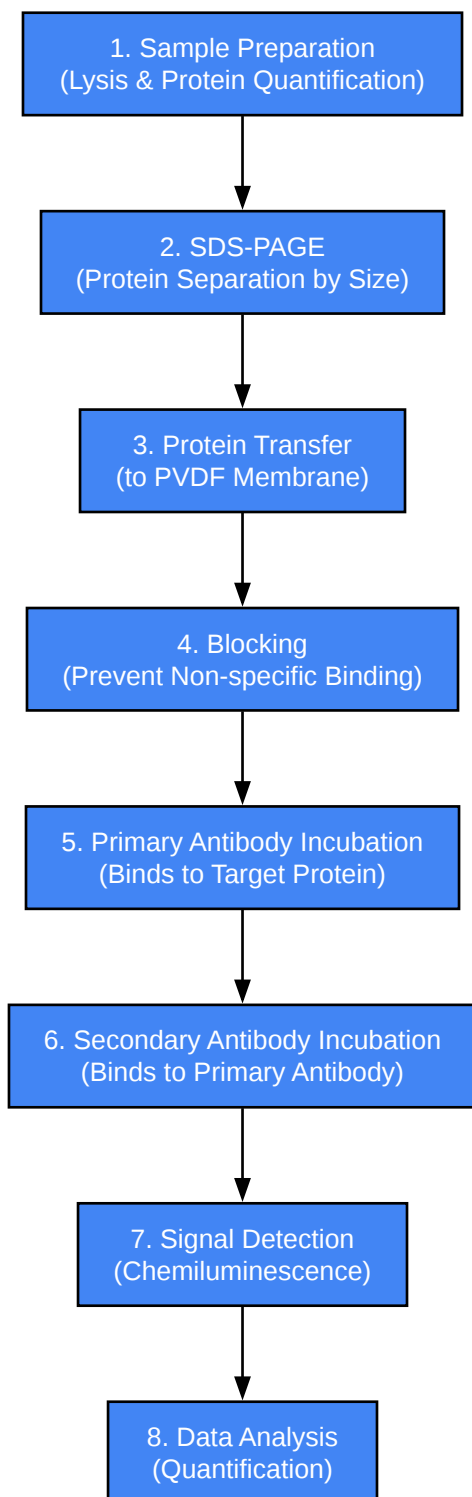 1. Sample Preparation
(Lysis & Protein Quantification)
2. SDS-PAGE
(Protein Separation by Size)
3. Protein Transfer
(to PVDF Membrane)
4. Blocking
(Prevent Non-specific Binding)
5. Primary Antibody Incubation
(Binds to Target Protein)
6. Secondary Antibody Incubation
(Binds to Primary Antibody)
7. Signal Detection
(Chemiluminescence)
8. Data Analysis
(Quantification)